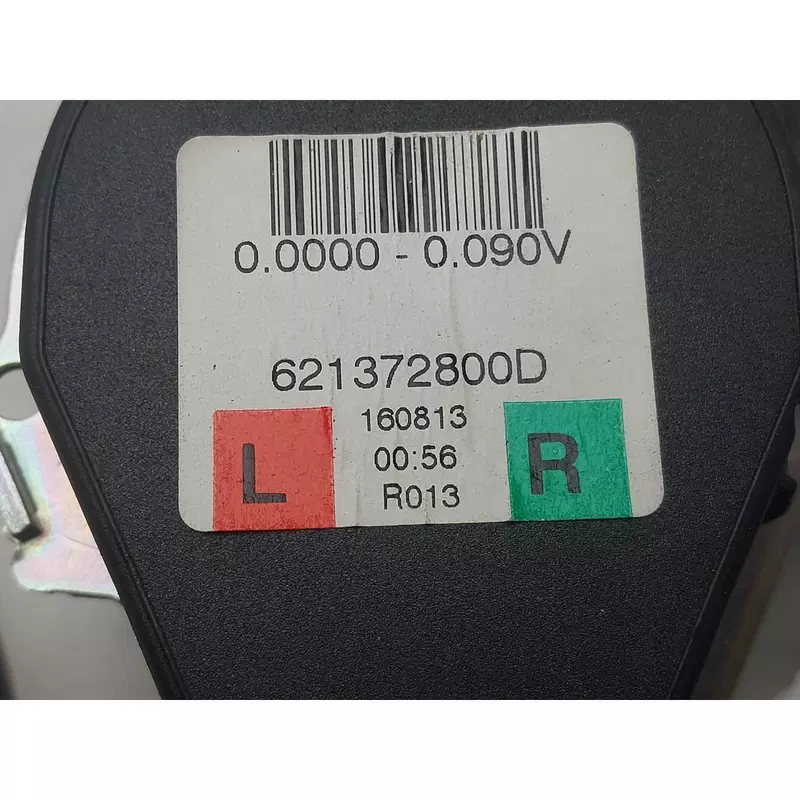 0.0000 - 0.090V
621372800D
160813
L 00:56 R
R013